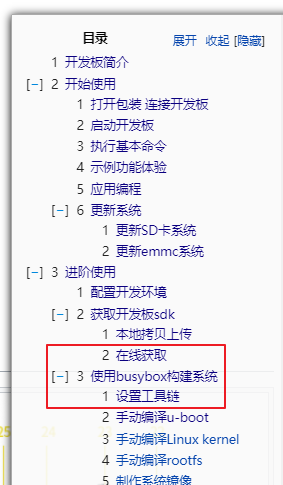 目录 展开 收起 [隐藏]
1 开发板简介
[−] 2 开始使用
1 打开包装 连接开发板
2 启动开发板
3 执行基本命令
4 示例功能体验
5 应用编程
[−] 6 更新系统
1 更新SD卡系统
2 更新emmc系统
[−] 3 进阶使用
1 配置开发环境
[−] 2 获取开发板sdk
1 本地拷贝上传
2 在线获取
[−] 3 使用busybox构建系统
1 设置工具链
2 手动编译u-boot
3 手动编译Linux kernel
4 手动编译rootfs
5 制作系统镜像